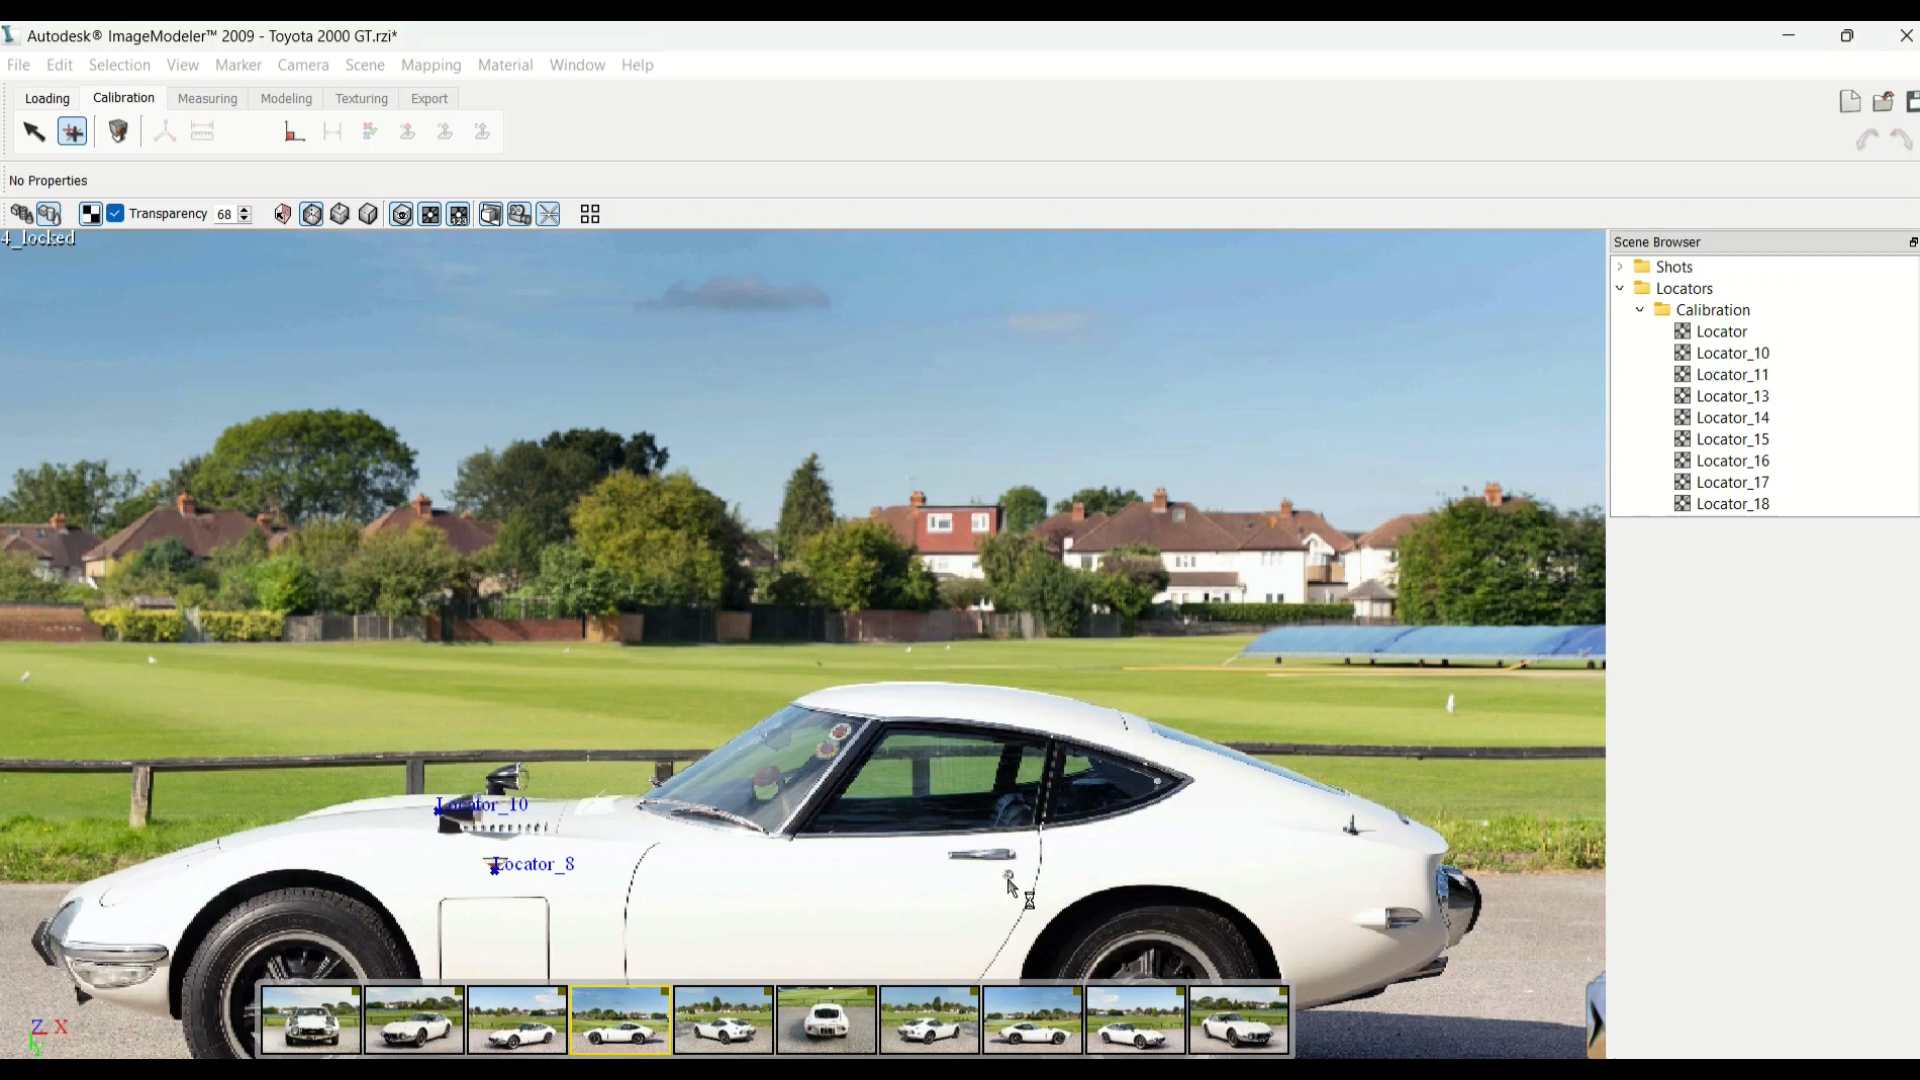 Autodesk® ImageModeler™ 2009 - Toyota 2000 GT.rzi*
File Edit Selection View Marker Camera Scene Mapping Material Window Help
Loading Calibration Measuring Modeling Texturing Export
No Properties
Transparency 68
4_locked
Scene Browser
Shots
Locators
Calibration
Locator
Locator_10
Locator_11
Locator_13
Locator_14
Locator_15
Locator_16
Locator_17
Locator_18
Locator_10
Locator_8
Z X
Y